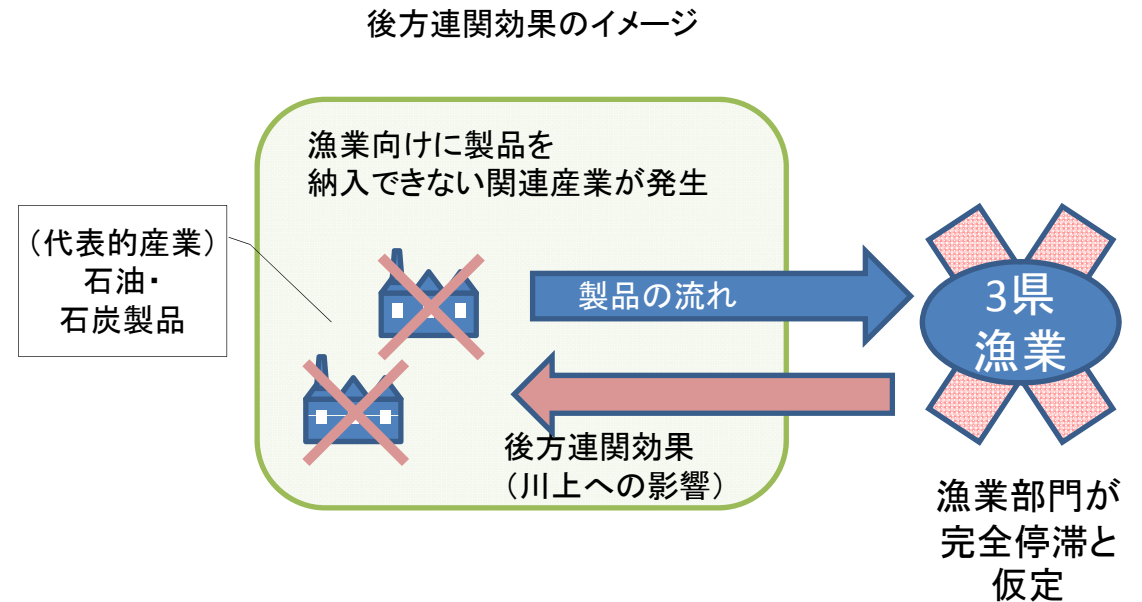 後方連関効果のイメージ
漁業向けに製品を
納入できない関連産業が発生
(代表的産業)
石油・
石炭製品
製品の流れ
3県
漁業
後方連関効果
(川上への影響)
漁業部門が
完全停滞と
仮定